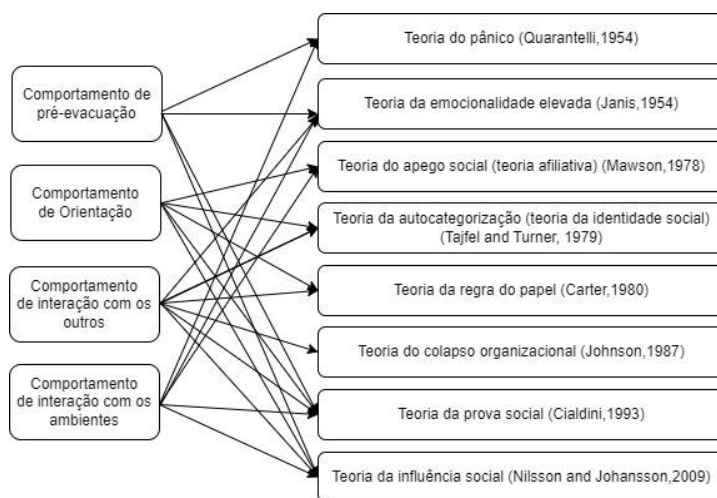 Comportamento de
pré-evacuação
Comportamento
de Orientação
Comportamento
de interação com os
outros
Comportamento
de interação com os
ambientes
Teoria do pânico (Quarantelli,1954)
Teoria da emocionalidade elevada (Janis,1954)
Teoria do apego social (teoria afiliativa) (Mawson,1978)
Teoria da autocategorização (teoria da identidade social)
(Tajfel and Turner, 1979)
Teoria da regra do papel (Carter,1980)
Teoria do colapso organizacional (Johnson,1987)
Teoria da prova social (Cialdini,1993)
Teoria da influência social (Nilsson and Johansson,2009)